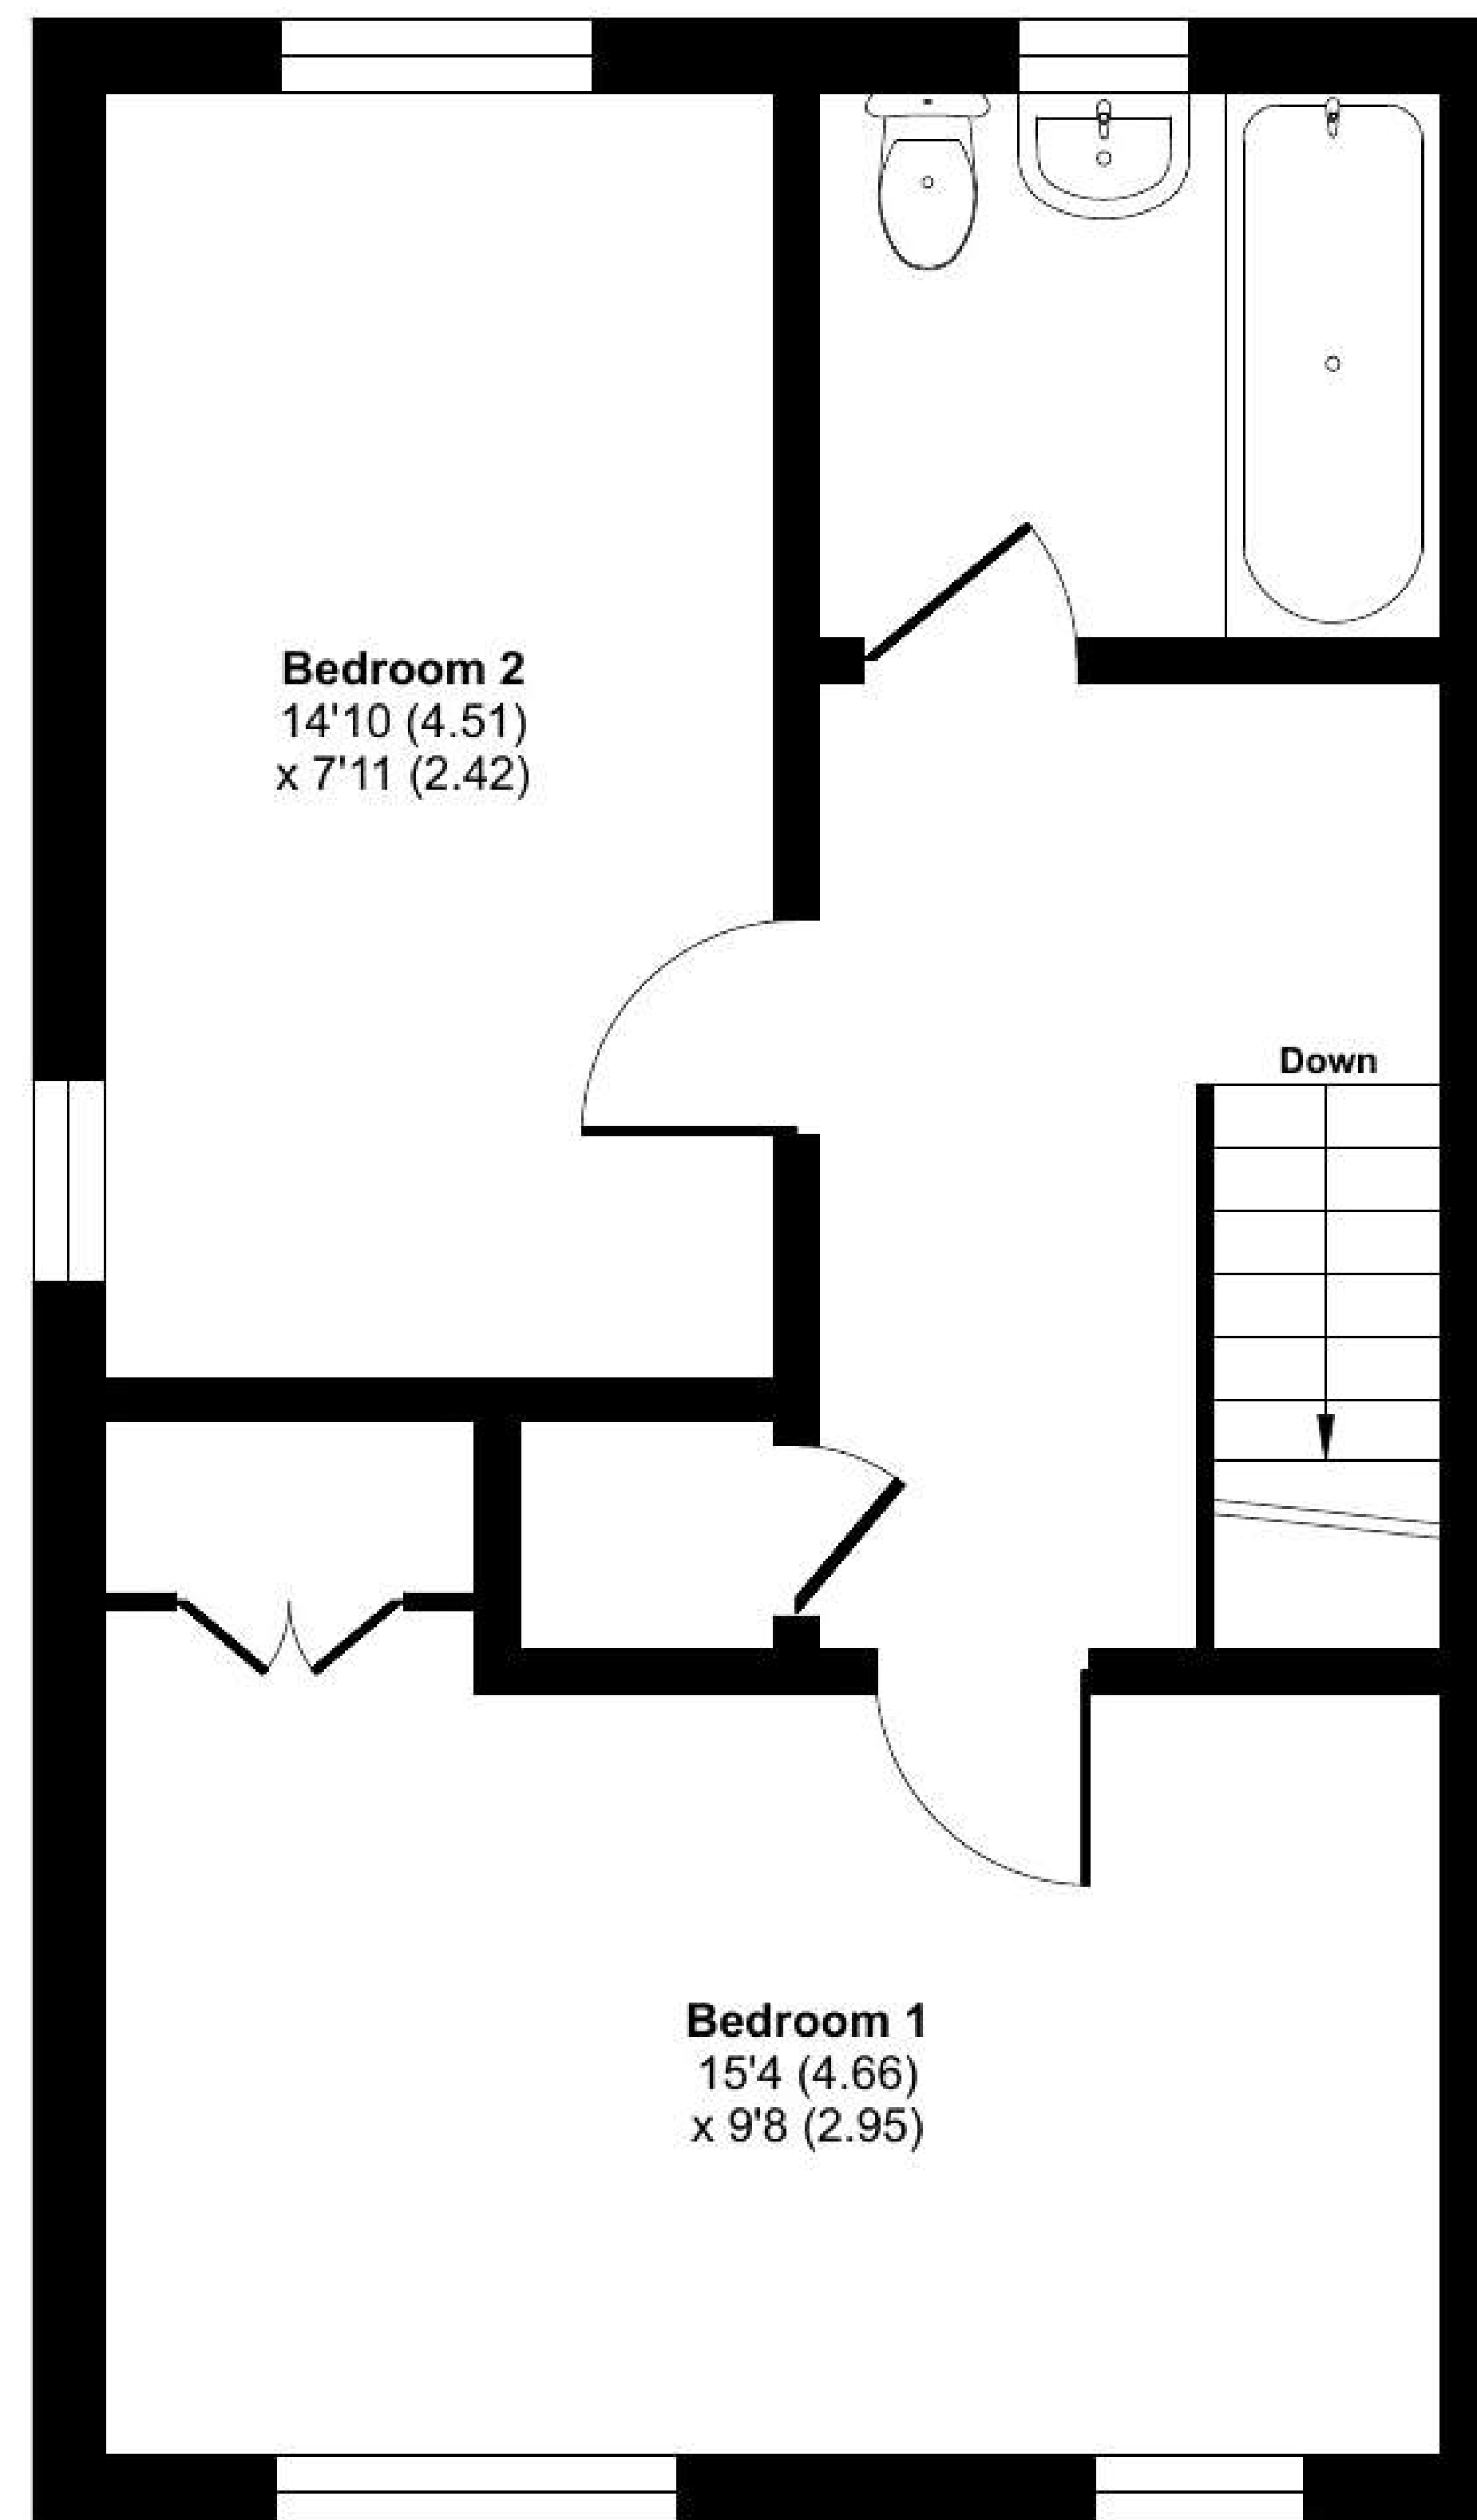 Bedroom 2
14'10 (4.51)
x 7'11 (2.42)
Down
Bedroom 1
15'4 (4.66)
x 9'8 (2.95)